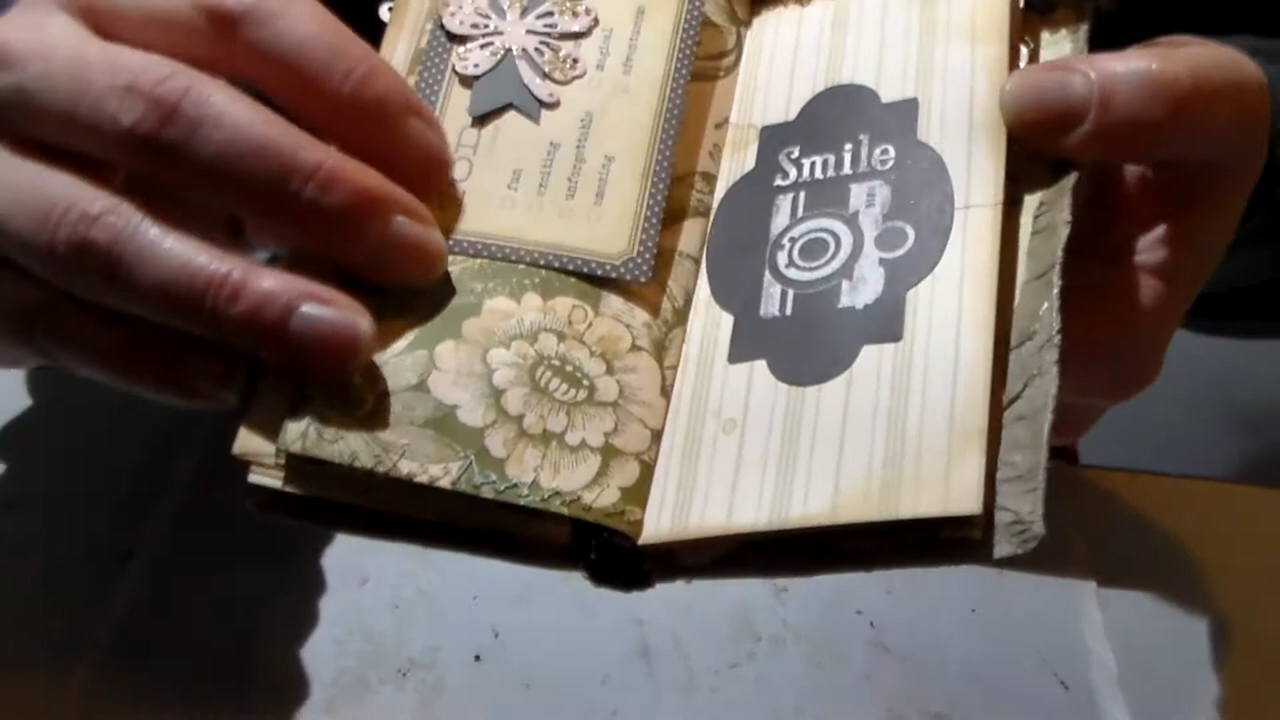 Smile
fun
exciting
unforgettable
amazing
magical
adventurous